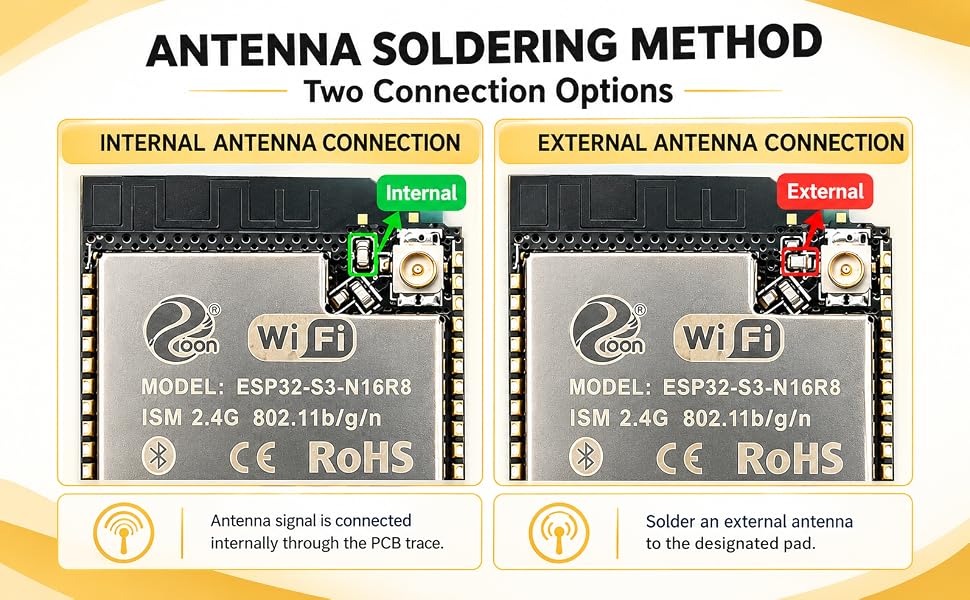 ANTENNA SOLDERING METHOD
Two Connection Options
INTERNAL ANTENNA CONNECTION
Internal
oon
®
WiFi
MODEL: ESP32-S3-N16R8
ISM 2.4G 802.11b/g/n
CE RoHS
Antenna signal is connected
internally through the PCB trace.
EXTERNAL ANTENNA CONNECTION
External
oon
®
WiFi
MODEL: ESP32-S3-N16R8
ISM 2.4G 802.11b/g/n
CE RoHS
Solder an external antenna
to the designated pad.